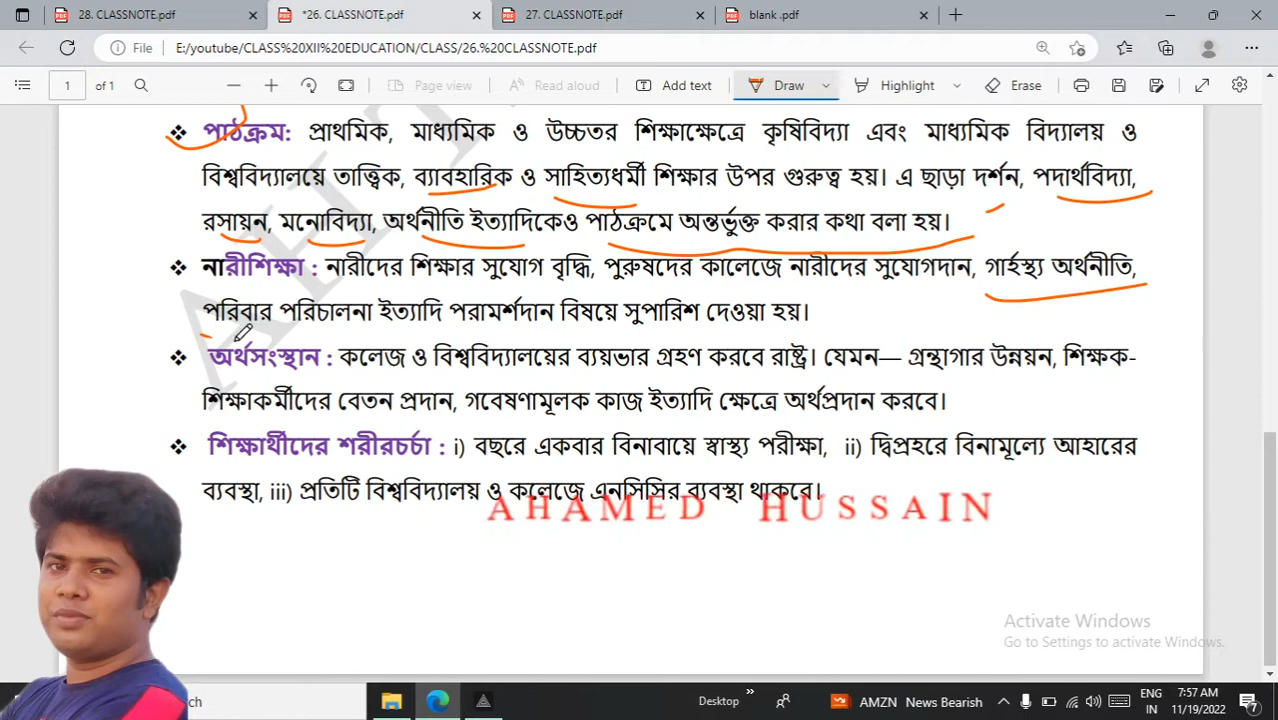 28. CLASSNOTE.pdf
*26. CLASSNOTE.pdf
27. CLASSNOTE.pdf
blank .pdf
File E:/youtube/CLASS%20XII%20EDUCATION/CLASS/26.%20CLASSNOTE.pdf
1 of 1 Page view Read aloud Add text Draw Highlight Erase
❖ পাঠক্রম: প্রাথমিক, মাধ্যমিক ও উচ্চতর শিক্ষাক্ষেত্রে কৃষিবিদ্যা এবং মাধ্যমিক বিদ্যালয় ও
বিশ্ববিদ্যালয়ে তাত্ত্বিক, ব্যাবহারিক ও সাহিত্যধর্মী শিক্ষার উপর গুরুত্ব হয়। এ ছাড়া দর্শন, পদার্থবিদ্যা,
রসায়ন, মনোবিদ্যা, অর্থনীতি ইত্যাদিকেও পাঠক্রমে অন্তর্ভুক্ত করার কথা বলা হয়।
❖ নারীশিক্ষা : নারীদের শিক্ষার সুযোগ বৃদ্ধি, পুরুষদের কালেজে নারীদের সুযোগদান, গার্হস্থ্য অর্থনীতি,
পরিবার পরিচালনা ইত্যাদি পরামর্শদান বিষয়ে সুপারিশ দেওয়া হয়।
❖ অর্থসংস্থান : কলেজ ও বিশ্ববিদ্যালয়ের ব্যয়ভার গ্রহণ করবে রাষ্ট্র। যেমন— গ্রন্থাগার উন্নয়ন, শিক্ষক-
শিক্ষাকর্মীদের বেতন প্রদান, গবেষণামূলক কাজ ইত্যাদি ক্ষেত্রে অর্থপ্রদান করবে।
❖ শিক্ষার্থীদের শরীরচর্চা : i) বছরে একবার বিনাবায়ে স্বাস্থ্য পরীক্ষা, ii) দ্বিপ্রহরে বিনামূল্যে আহারের
ব্যবস্থা, iii) প্রতিটি বিশ্ববিদ্যালয় ও কলেজে এনসিসির ব্যবস্থা থাকবে।
AHAMED HUSSAIN
Activate Windows
Go to Settings to activate Windows.
rch
Desktop
AMZN News Bearish
ENG
IN
7:57 AM
11/19/2022
7